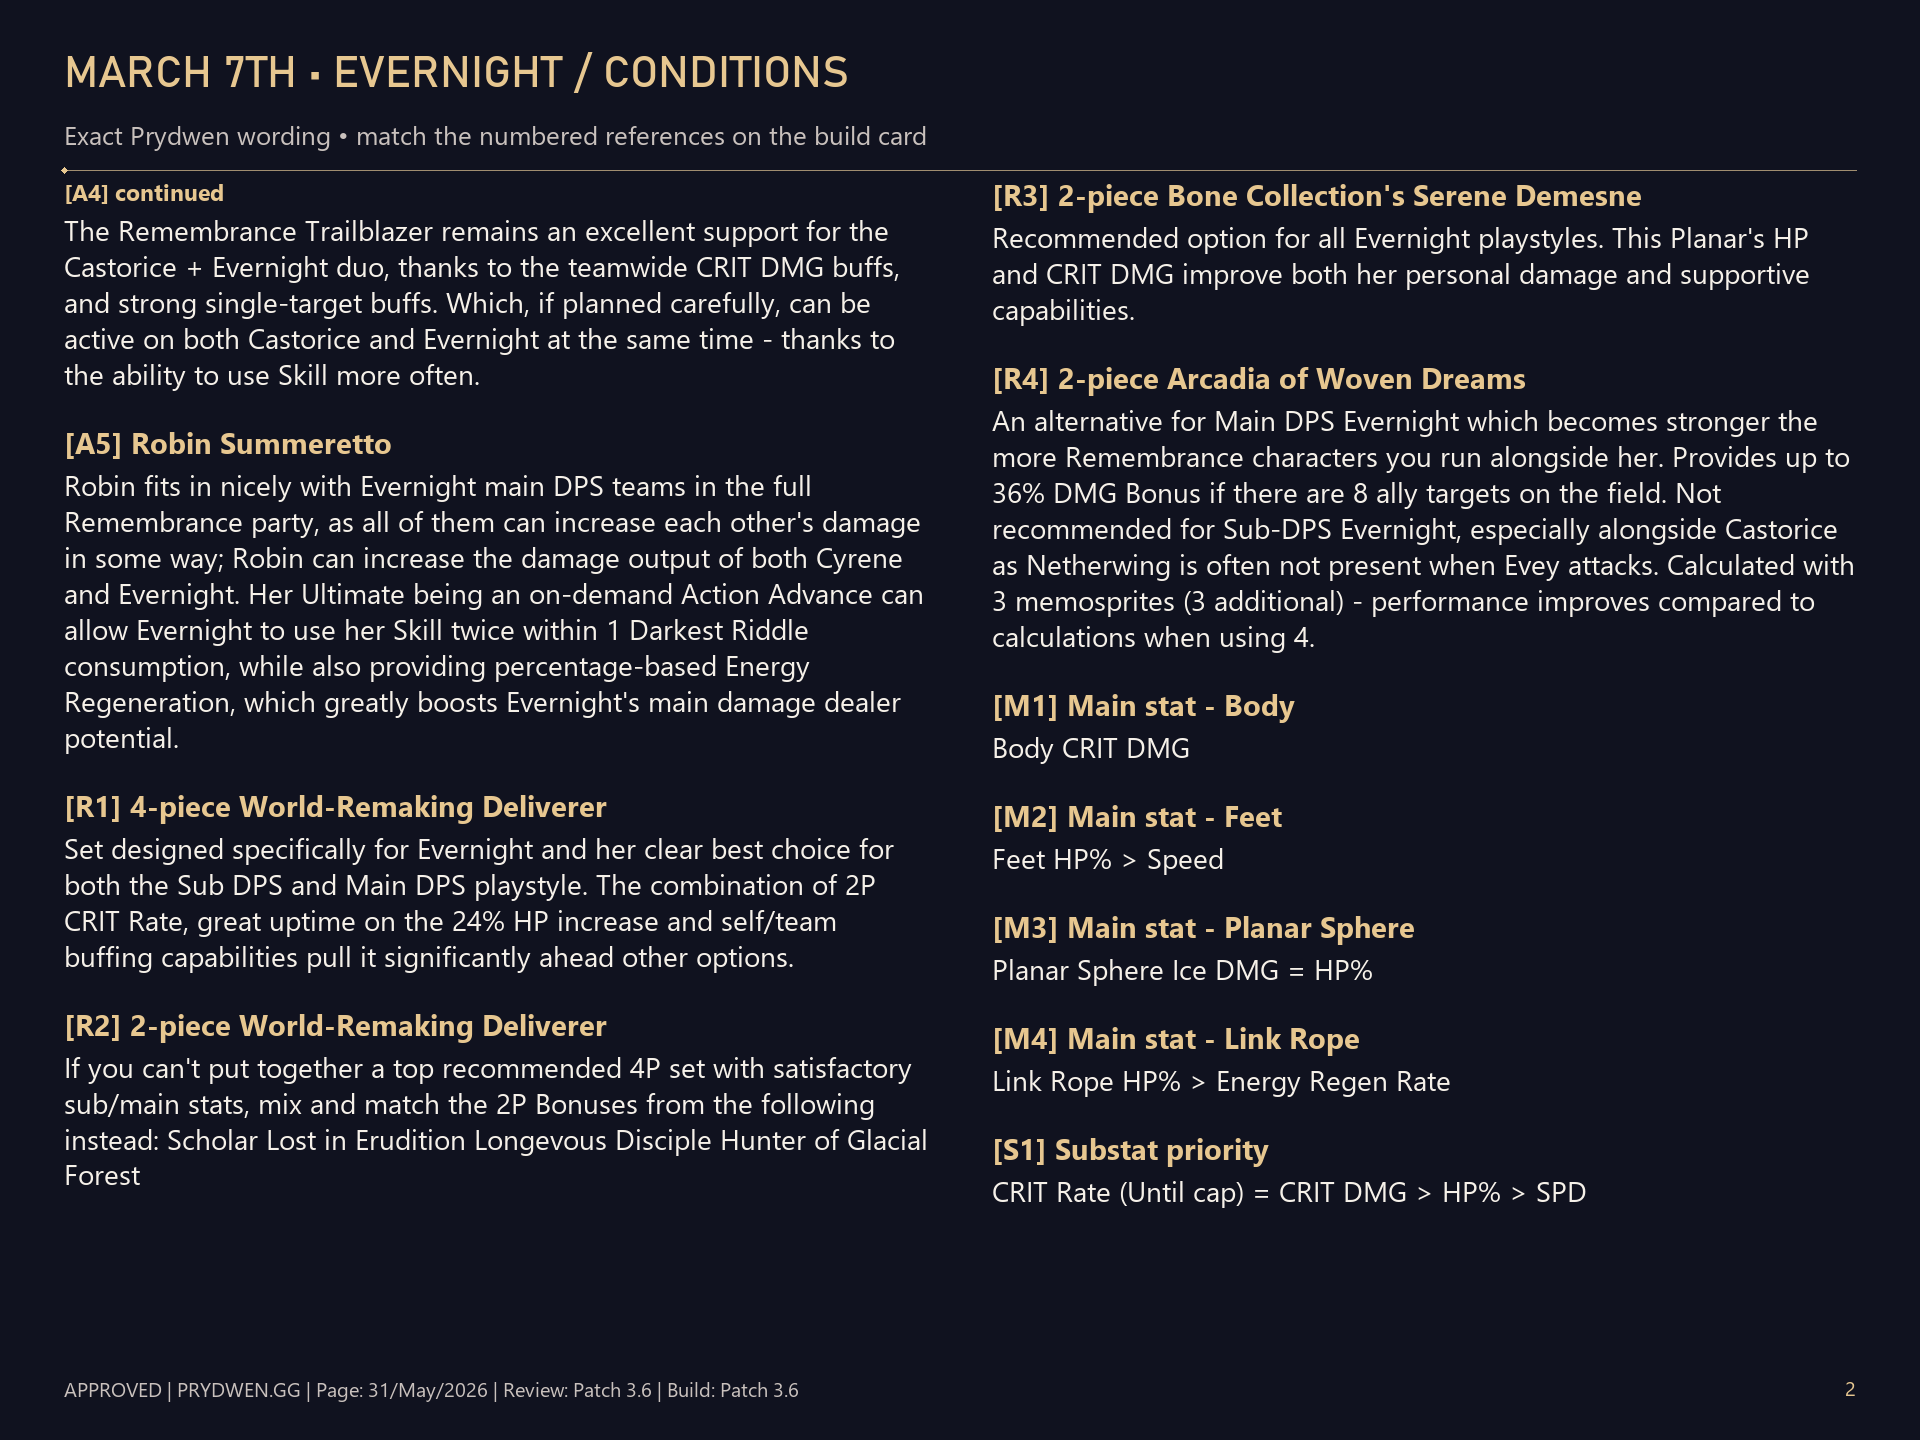 MARCH 7TH • EVERNIGHT / CONDITIONS
Exact Prydwen wording • match the numbered references on the build card
[A4] continued
The Remembrance Trailblazer remains an excellent support for the
Castorice + Evernight duo, thanks to the teamwide CRIT DMG buffs,
and strong single-target buffs. Which, if planned carefully, can be
active on both Castorice and Evernight at the same time - thanks to
the ability to use Skill more often.
[A5] Robin Summeretto
Robin fits in nicely with Evernight main DPS teams in the full
Remembrance party, as all of them can increase each other's damage
in some way; Robin can increase the damage output of both Cyrene
and Evernight. Her Ultimate being an on-demand Action Advance can
allow Evernight to use her Skill twice within 1 Darkest Riddle
consumption, while also providing percentage-based Energy
Regeneration, which greatly boosts Evernight's main damage dealer
potential.
[R1] 4-piece World-Remaking Deliverer
Set designed specifically for Evernight and her clear best choice for
both the Sub DPS and Main DPS playstyle. The combination of 2P
CRIT Rate, great uptime on the 24% HP increase and self/team
buffing capabilities pull it significantly ahead other options.
[R2] 2-piece World-Remaking Deliverer
If you can't put together a top recommended 4P set with satisfactory
sub/main stats, mix and match the 2P Bonuses from the following
instead: Scholar Lost in Erudition Longevous Disciple Hunter of Glacial
Forest
[R3] 2-piece Bone Collection's Serene Demesne
Recommended option for all Evernight playstyles. This Planar's HP
and CRIT DMG improve both her personal damage and supportive
capabilities.
[R4] 2-piece Arcadia of Woven Dreams
An alternative for Main DPS Evernight which becomes stronger the
more Remembrance characters you run alongside her. Provides up to
36% DMG Bonus if there are 8 ally targets on the field. Not
recommended for Sub-DPS Evernight, especially alongside Castorice
as Netherwing is often not present when Evey attacks. Calculated with
3 memosprites (3 additional) - performance improves compared to
calculations when using 4.
[M1] Main stat - Body
Body CRIT DMG
[M2] Main stat - Feet
Feet HP% > Speed
[M3] Main stat - Planar Sphere
Planar Sphere Ice DMG = HP%
[M4] Main stat - Link Rope
Link Rope HP% > Energy Regen Rate
[S1] Substat priority
CRIT Rate (Until cap) = CRIT DMG > HP% > SPD
APPROVED | PRYDWEN.GG | Page: 31/May/2026 | Review: Patch 3.6 | Build: Patch 3.6
2